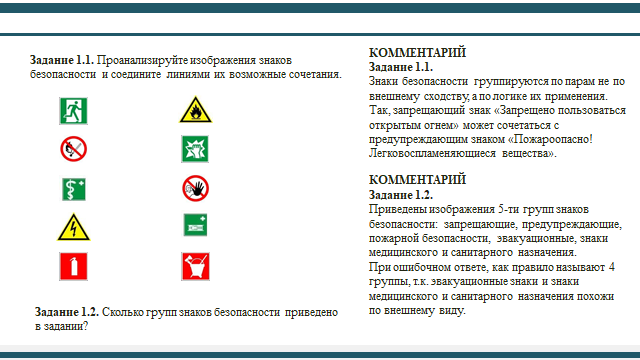 Задание 1.1. Проанализируйте изображения знаков
безопасности и соедините линиями их возможные сочетания.
Задание 1.2. Сколько групп знаков безопасности приведено
в задании?
КОММЕНТАРИЙ
Задание 1.1.
Знаки безопасности группируются по парам не по
внешнему сходству, а по логике их применения.
Так, запрещающий знак «Запрещено пользоваться
открытым огнем» может сочетаться с
предупреждающим знаком «Пожароопасно!
Легковоспламеняющиеся вещества».
КОММЕНТАРИЙ
Задание 1.2.
Приведены изображения 5-ти групп знаков
безопасности: запрещающие, предупреждающие,
пожарной безопасности, эвакуационные, знаки
медицинского и санитарного назначения.
При ошибочном ответе, как правило называют 4
группы, т.к. эвакуационные знаки и знаки
медицинского и санитарного назначения похожи
по внешнему виду.